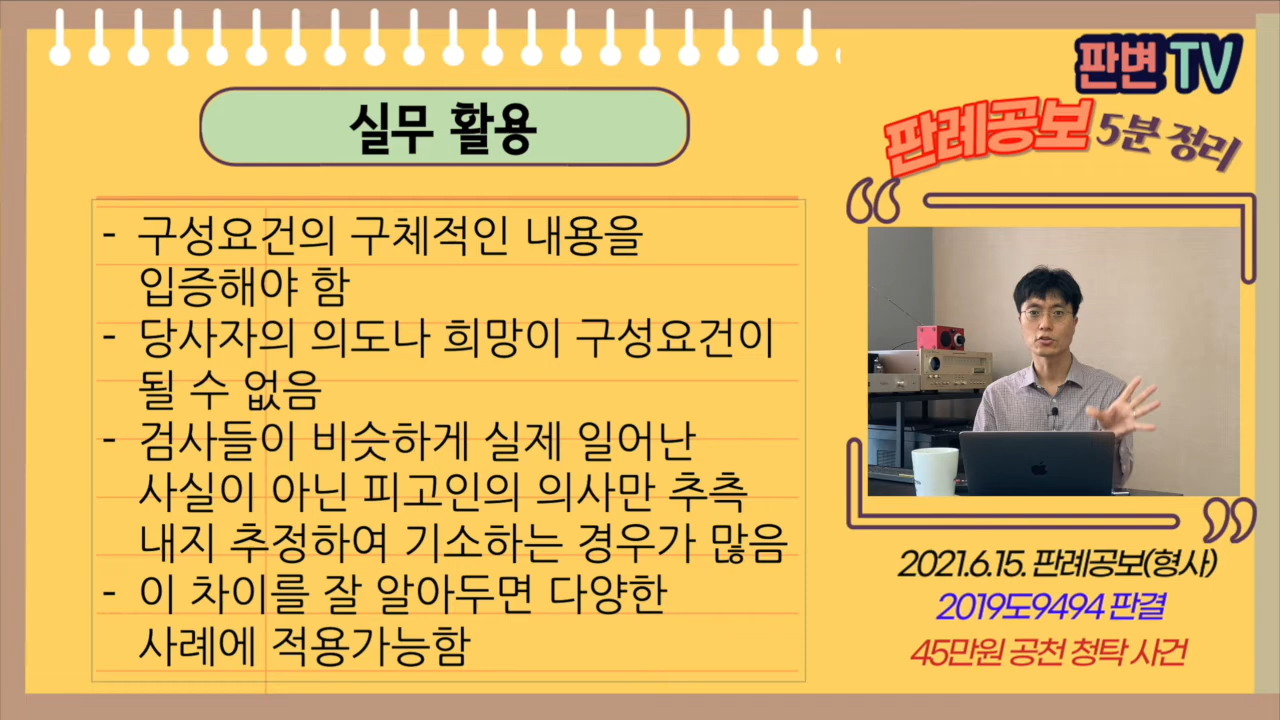 판변 TV
판례공보 5분 정리
실무 활용
- 구성요건의 구체적인 내용을
입증해야 함
- 당사자의 의도나 희망이 구성요건이
될 수 없음
- 검사들이 비슷하게 실제 일어난
사실이 아닌 피고인의 의사만 추측
내지 추정하여 기소하는 경우가 많음
- 이 차이를 잘 알아두면 다양한
사례에 적용가능함
2021.6.15. 판례공보(형사)
2019도9494 판결
45만원 공천 청탁 사건